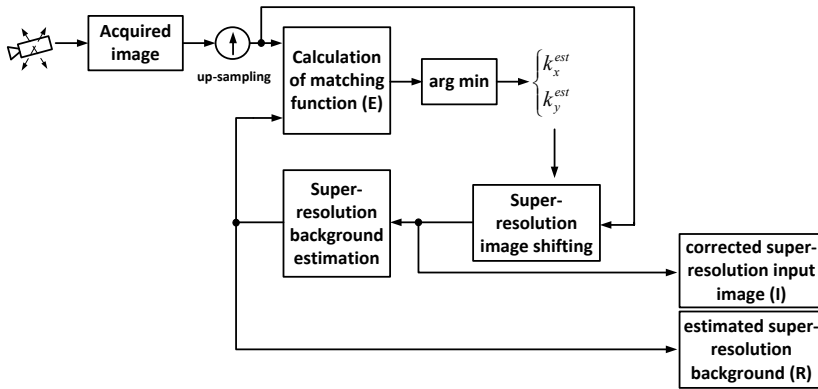 Acquired
image
up-sampling
Calculation
of matching
function (E)
arg min
k_x^{est}
k_y^{est}
Super-
resolution
background
estimation
Super-
resolution
image shifting
corrected super-
resolution input
image (I)
estimated super-
resolution
background (R)